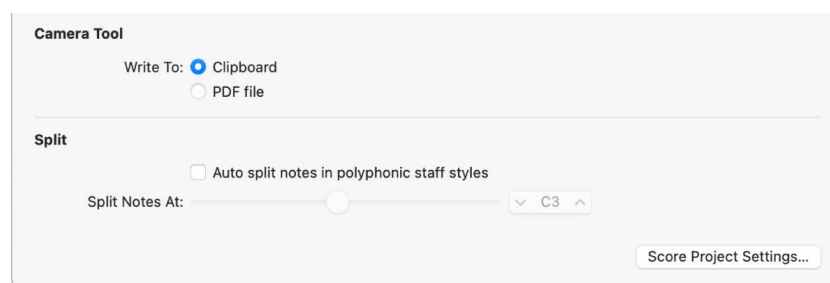 Camera Tool
Write To: Clipboard
PDF file
Split
Auto split notes in polyphonic staff styles
Split Notes At: C3
Score Project Settings...